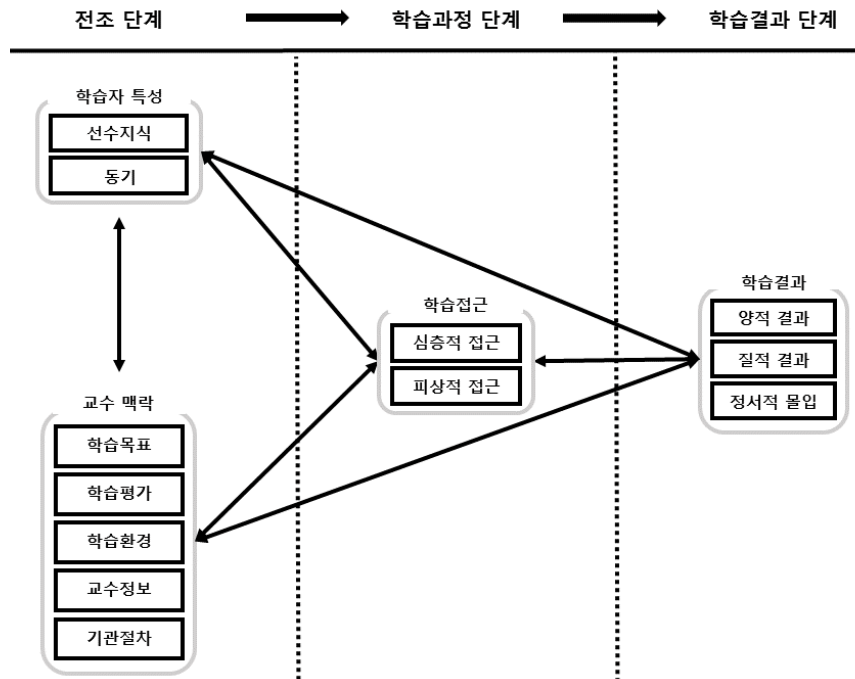 전조 단계
학습과정 단계
학습결과 단계
학습자 특성
선수지식
동기
교수 맥락
학습목표
학습평가
학습환경
교수정보
기관절차
학습접근
심층적 접근
피상적 접근
학습결과
양적 결과
질적 결과
정서적 몰입